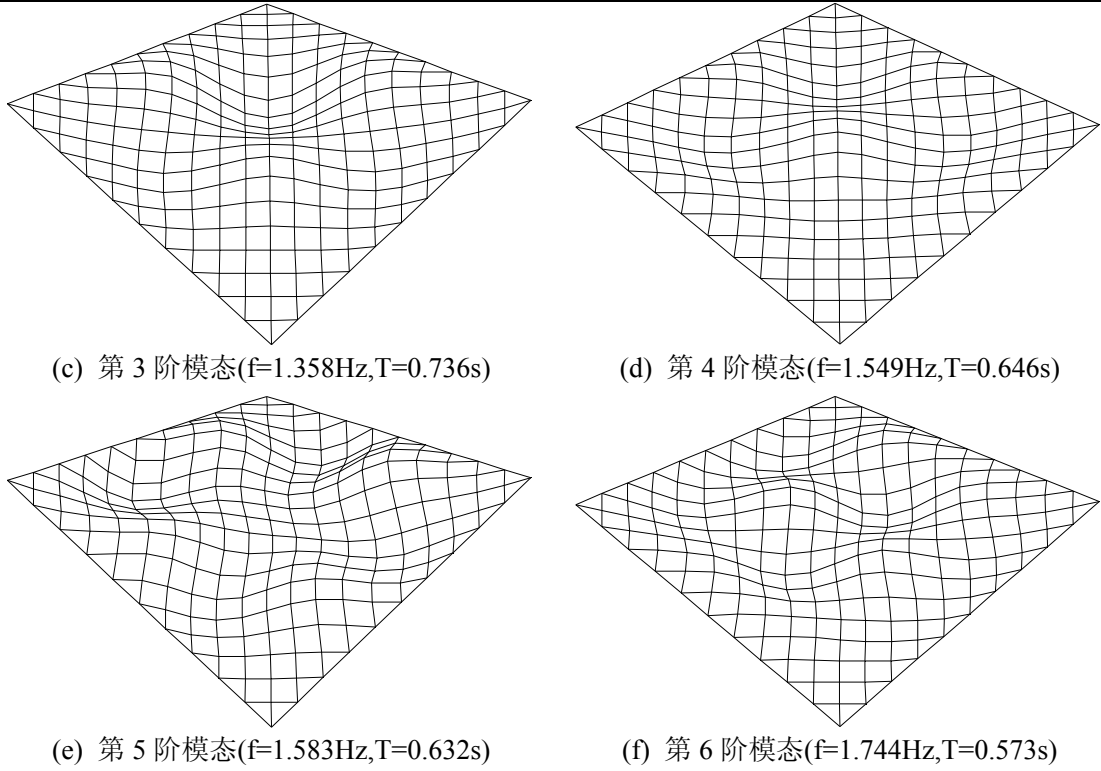 (c) 第 3 阶模态(f=1.358Hz,T=0.736s)
(d) 第 4 阶模态(f=1.549Hz,T=0.646s)
(e) 第 5 阶模态(f=1.583Hz,T=0.632s)
(f) 第 6 阶模态(f=1.744Hz,T=0.573s)